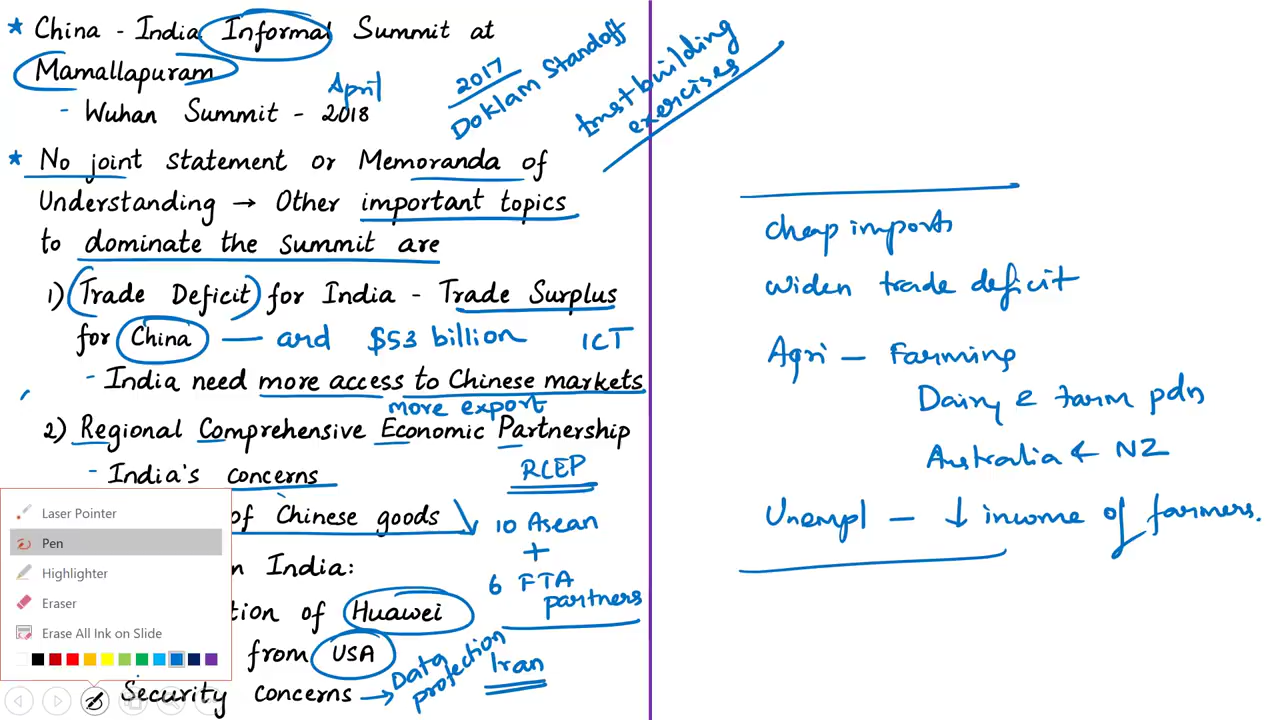 * China - India Informal Summit at
Mamallapuram
- Wuhan Summit - 2018
April
2017
Doklam Standoff
trust building
exercises
* No joint statement or Memoranda of
Understanding → Other important topics
to dominate the Summit are
1) Trade Deficit for India - Trade Surplus
for China — and $53 billion ICT
- India need more access to Chinese markets
more export
2) Regional Comprehensive Economic Partnership
- India's concerns
RCEP
of Chinese goods
10 Asean
+
6 FTA
partners
n India:
tion of Huawei
from USA
Security concerns → Data
protection
Iran
Laser Pointer
Pen
Highlighter
Eraser
Erase All Ink on Slide
cheap imports
widen trade deficit
Agri — Farming
Dairy & farm pdn
Australia & NZ
Unempl — ↓ income of farmers.